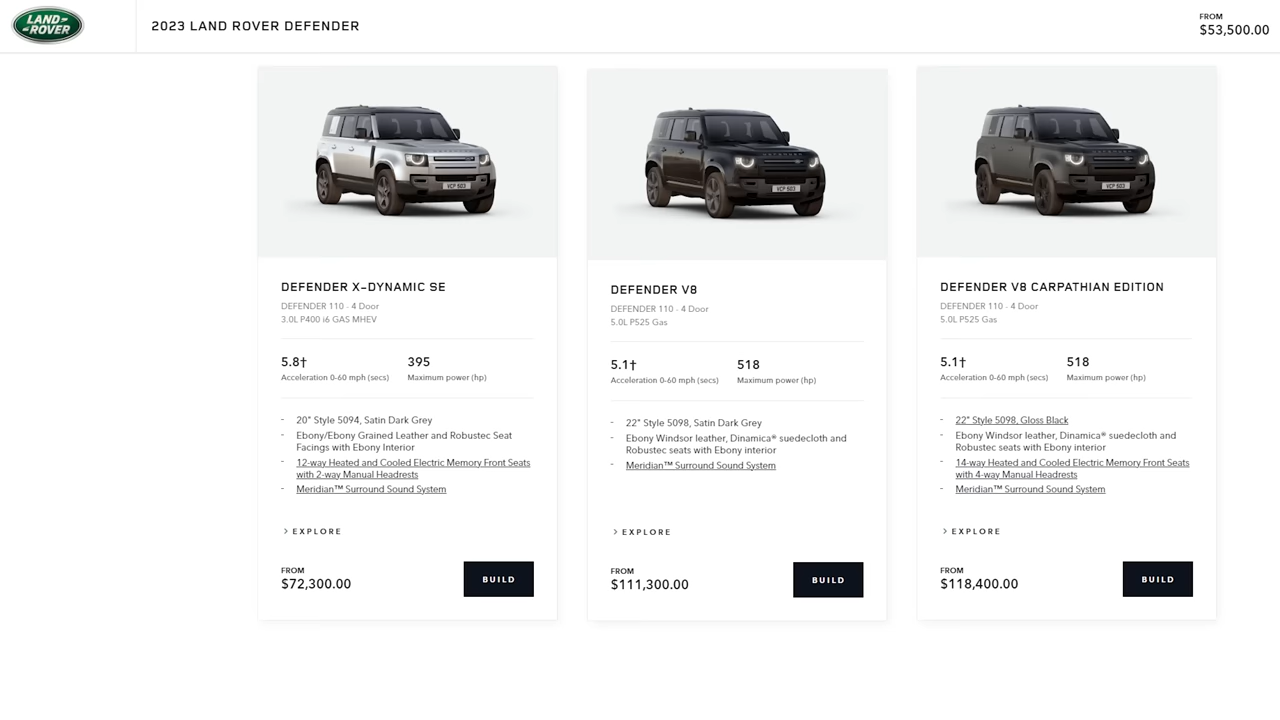 LAND-
-ROVER
2023 LAND ROVER DEFENDER
FROM
$53,500.00
VCP 503
DEFENDER X-DYNAMIC SE
DEFENDER 110 - 4 Door
3.0L P400 i6 GAS MHEV
5.8†
395
Acceleration 0-60 mph (secs)
Maximum power (hp)
- 20" Style 5094, Satin Dark Grey
- Ebony/Ebony Grained Leather and Robustec Seat
Facings with Ebony Interior
- 12-way Heated and Cooled Electric Memory Front Seats
with 2-way Manual Headrests
- Meridian™ Surround Sound System
> EXPLORE
FROM
$72,300.00
BUILD
DEFENDER
VCP 503
DEFENDER V8
DEFENDER 110 - 4 Door
5.0L P525 Gas
5.1†
518
Acceleration 0-60 mph (secs)
Maximum power (hp)
- 22" Style 5098, Satin Dark Grey
- Ebony Windsor leather, Dinamica® suedecloth and
Robustec seats with Ebony interior
- Meridian™ Surround Sound System
> EXPLORE
FROM
$111,300.00
BUILD
DEFENDER
VCP 503
DEFENDER V8 CARPATHIAN EDITION
DEFENDER 110 - 4 Door
5.0L P525 Gas
5.1†
518
Acceleration 0-60 mph (secs)
Maximum power (hp)
- 22" Style 5098, Gloss Black
- Ebony Windsor leather, Dinamica® suedecloth and
Robustec seats with Ebony interior
- 14-way Heated and Cooled Electric Memory Front Seats
with 4-way Manual Headrests
- Meridian™ Surround Sound System
> EXPLORE
FROM
$118,400.00
BUILD